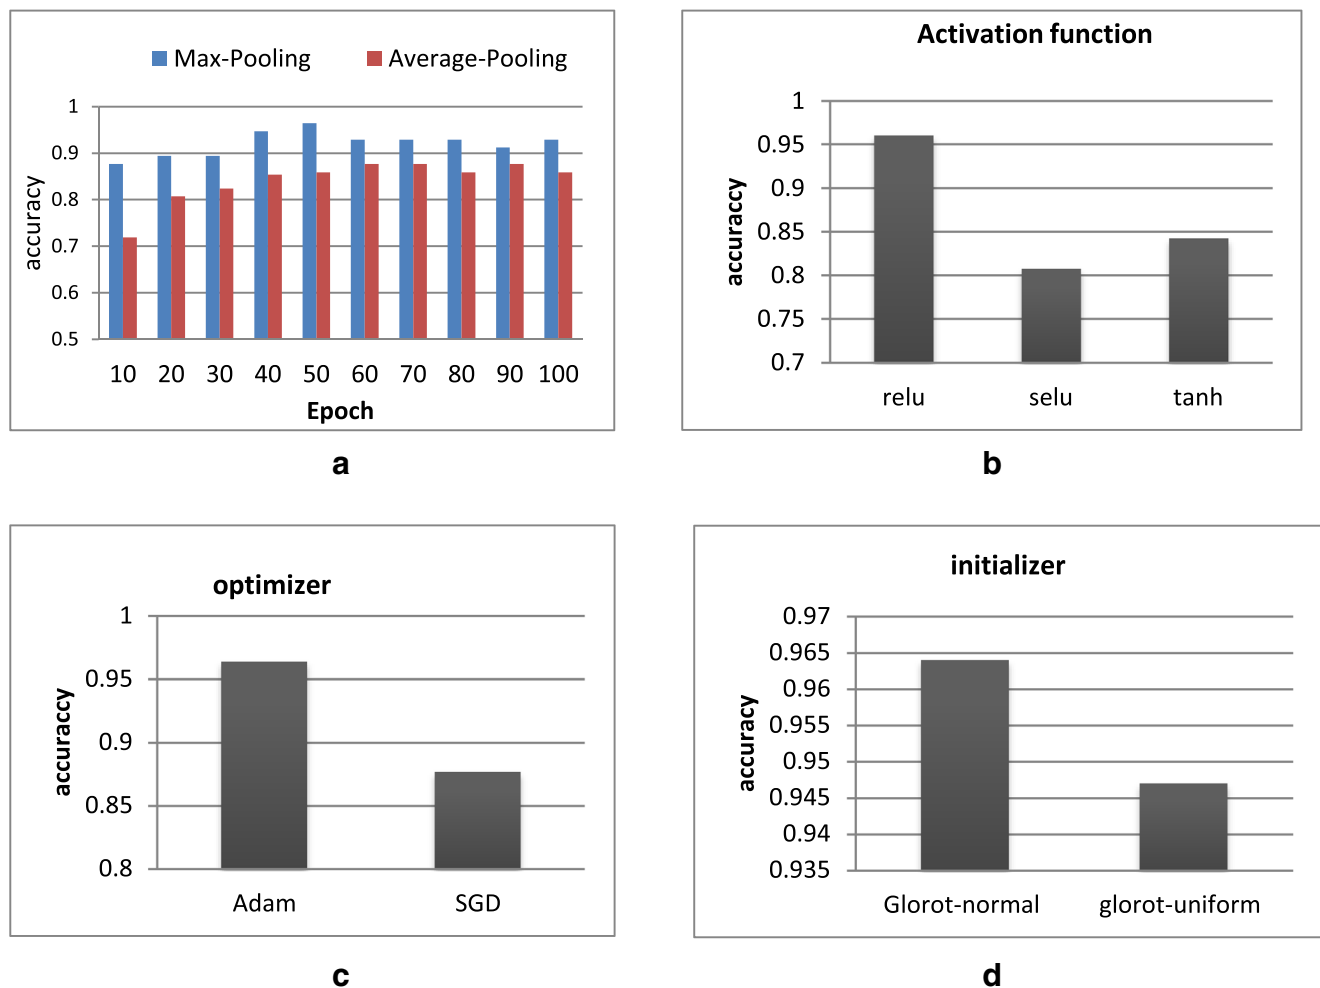 Max-Pooling Average-Pooling
1
0.9
0.8
0.7
0.6
0.5
accuracy
10 20 30 40 50 60 70 80 90 100
Epoch
a
Activation function
1
0.95
0.9
0.85
0.8
0.75
0.7
accuraccy
relu selu tanh
b
optimizer
1
0.95
0.9
0.85
0.8
accuraccy
Adam SGD
c
initializer
0.97
0.965
0.96
0.955
0.95
0.945
0.94
0.935
accuracy
Glorot-normal glorot-uniform
d